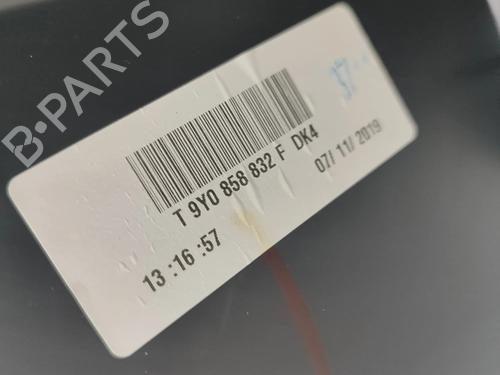 B-PARTS
T 9Y0 858 832 F DK4
07/ 11/ 2019
13 :16 :57